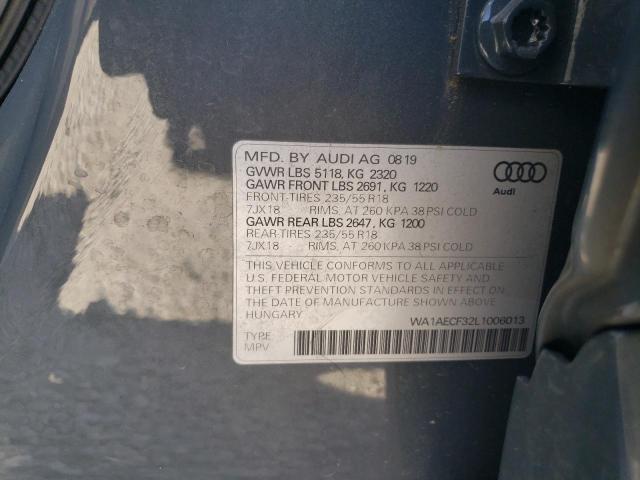 MFD. BY AUDI AG 08 19
GVWR LBS 5118, KG 2320
GAWR FRONT LBS 2691, KG 1220
FRONT-TIRES 235/55 R18
7JX18 RIMS, AT 260 KPA 38 PSI COLD
GAWR REAR LBS 2647, KG 1200
REAR-TIRES 235/55 R18
7JX18 RIMS, AT 260 KPA 38 PSI COLD
Audi
THIS VEHICLE CONFORMS TO ALL APPLICABLE
U.S. FEDERAL MOTOR VEHICLE SAFETY AND
THEFT PREVENTION STANDARDS IN EFFECT ON
THE DATE OF MANUFACTURE SHOWN ABOVE.
HUNGARY
WA1AECF32L1006013
TYPE:
MPV